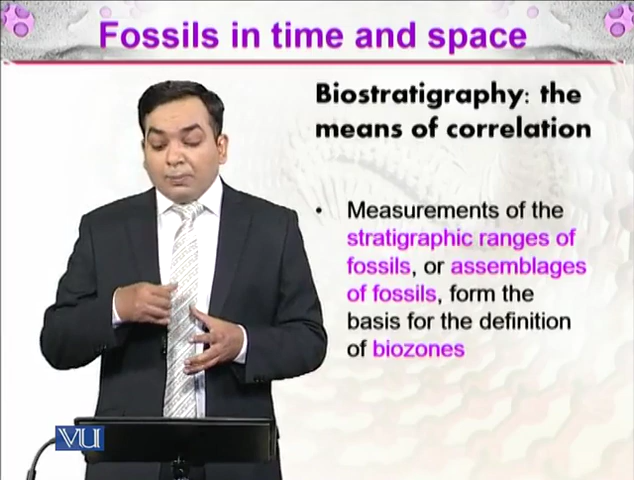 Fossils in time and space
Biostratigraphy: the
means of correlation
• Measurements of the
stratigraphic ranges of
fossils, or assemblages
of fossils, form the
basis for the definition
of biozones
VU